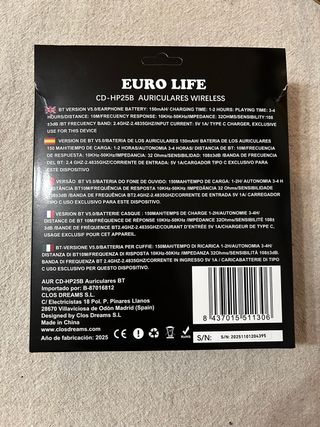 EURO LIFE
CD-HP25B AURICULARES WIRELESS
BT VERSION V5.0/EARPHONE BATTERY: 150mAH/ CHARGING TIME: 1-2 HOURS/ PLAYING TIME: 3-4
HOURS/DISTANCE: 10M/FRECUENCY RESPONSE: 10KHz-50KHz/IMPEDANCE: 32OHMS/SENSIBILITY:108
±3dB /BT FRECUENCY BAND: 2.4GHZ-2.4835GHZ/INPUT CURRENT: 5V 1A/ TYPE C CHARGER, EXCLUSIVE
USE FOR THIS DEVICE
BT VERSION V5.0/BATERIA DE LOS AURICULARES 150mAH/ BATERIA DE LOS AURICULARES
150 MAH/TIEMPO DE CARGA: 1-2 HORAS/TIEMPO DE CARGA: 3-4 HORAS/ DISTANCIA DE BT: 10M/FRECUENCIA
DE RESPUESTA: 10KHz-50KHz/IMPEDANCIA: 32 Ohms/SENSIBILIDAD: 108±3dB /BANDA DE FRECUENCIA
DEL BT: 2.4 GHZ-2.4835GHZ/CORRIENTE DE ENTRADA: 5V 1A/CARGADOR DE TIPO C, USO EXCLUSIVO PARA
ESTE DISPOSITIVO
VERSÃO BT V5.0/BATERIA DO FONE DE OUVIDO: 150MAH/TEMPO DE CARGA: 1-2H/ AUTONOMIA 3-4 H
DISTÂNCIA BT10M/FREQUÊNCIA DE RESPOSTA 10KHz-50KHz/IMPEDÂNCIA 32 Ohms/SENSIBILIDADE
108±3dB/BANDA DE FREQUÊNCIA BT2.4GHZ-2.4835GHZ/CORRENTE DE ENTRADA 5V 1A/CARREGADOR TIPO
C USO EXCLUSIVO PARA ESTE DISPOSITIVO
VERSION BT V5.0/BATTERIE CASQUE : 150MAH/TEMPS DE CHARGE 1-2H/AUTONOMIE 3-4H/
DISTANCE DE BT 10M/FRÉQUENCE DE RÉPONSE 10KHz-50KHz/IMPÉDANCE 32Ohms/SENSIBILITÉ 108±
3dB/BANDE DE FRÉQUENCE BT2.4GHZ-2.4835GHZ/COURANT D'ENTRÉE 5V 1A/CHARGEUR DE TYPE C,
USAGE EXCLUSIF POUR CET APPAREIL
BT-VERSIONE V5.0/BATTERIA PER CUFFIE: 150MAH/TEMPO DI RICARICA 1-2H/AUTONOMIA 3-4H/
DISTANZA DI BT10M/FREQUENZA DI RISPOSTA 10KHz-50KHz/IMPEDENZA 32Ohms/SENSIBILITÀ 108±3dB/
BANDA DI FREQUENZA BT 2.4GHZ-2.4835GHZ/CORRENTE IN INGRESSO 5V 1A/ CARICABATTERIA DI TIPO
C/USO ESCLUSIVO PER QUESTO DISPOSITIVO.
AUR CD-HP25B Auriculares BT
Importado por: B-87016812
CLOS DREAMS S.L.
C/ Electricistas 18 Pol. P. Pinares Llanos
28670 Villaviciosa de Odón Madrid (Spain)
Designed by Clos Dreams S.L
Made in China
www.closdreams.com
Año de fabricación: 2025
8 437015 511306
S/N: S/N: 20251101204395